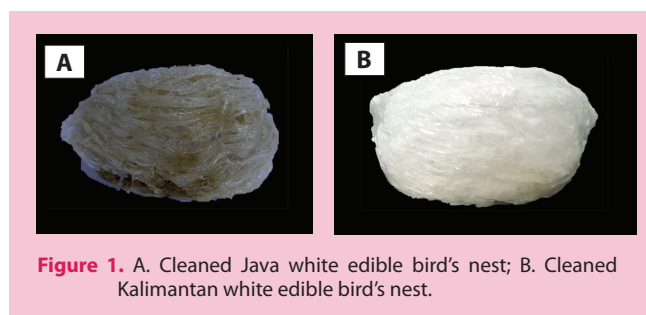 A
B
Figure 1. A. Cleaned Java white edible bird's nest; B. Cleaned
Kalimantan white edible bird's nest.